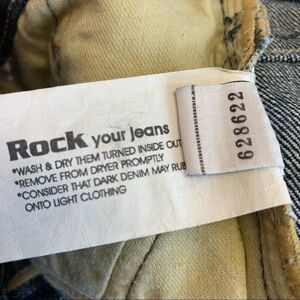 Rock your jeans
*WASH & DRY THEM TURNED INSIDE OUT
*REMOVE FROM DRYER PROMPTLY
*CONSIDER THAT DARK DENIM MAY RUB
ONTO LIGHT CLOTHING
628622